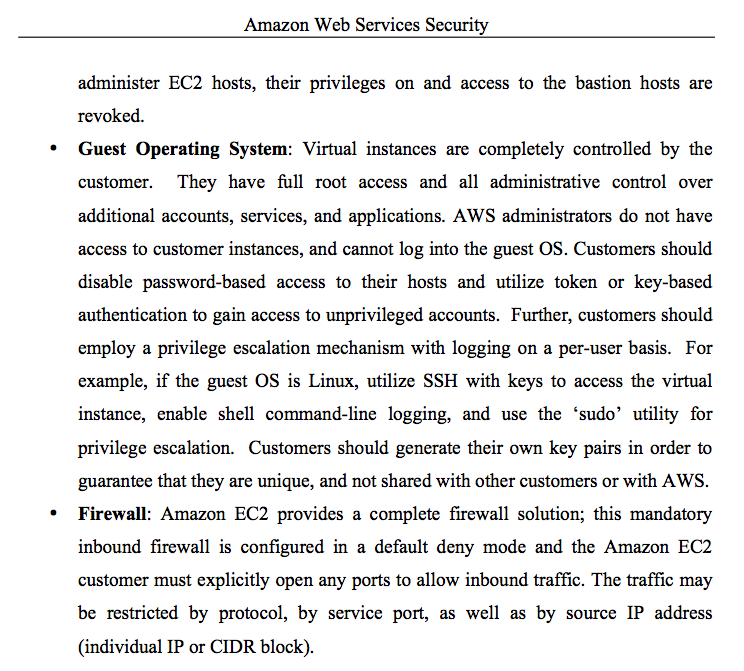 Amazon Web Services Security
administer EC2 hosts, their privileges on and access to the bastion hosts are
revoked.
• Guest Operating System: Virtual instances are completely controlled by the
customer. They have full root access and all administrative control over
additional accounts, services, and applications. AWS administrators do not have
access to customer instances, and cannot log into the guest OS. Customers should
disable password-based access to their hosts and utilize token or key-based
authentication to gain access to unprivileged accounts. Further, customers should
employ a privilege escalation mechanism with logging on a per-user basis. For
example, if the guest OS is Linux, utilize SSH with keys to access the virtual
instance, enable shell command-line logging, and use the ‘sudo’ utility for
privilege escalation. Customers should generate their own key pairs in order to
guarantee that they are unique, and not shared with other customers or with AWS.
• Firewall: Amazon EC2 provides a complete firewall solution; this mandatory
inbound firewall is configured in a default deny mode and the Amazon EC2
customer must explicitly open any ports to allow inbound traffic. The traffic may
be restricted by protocol, by service port, as well as by source IP address
(individual IP or CIDR block).